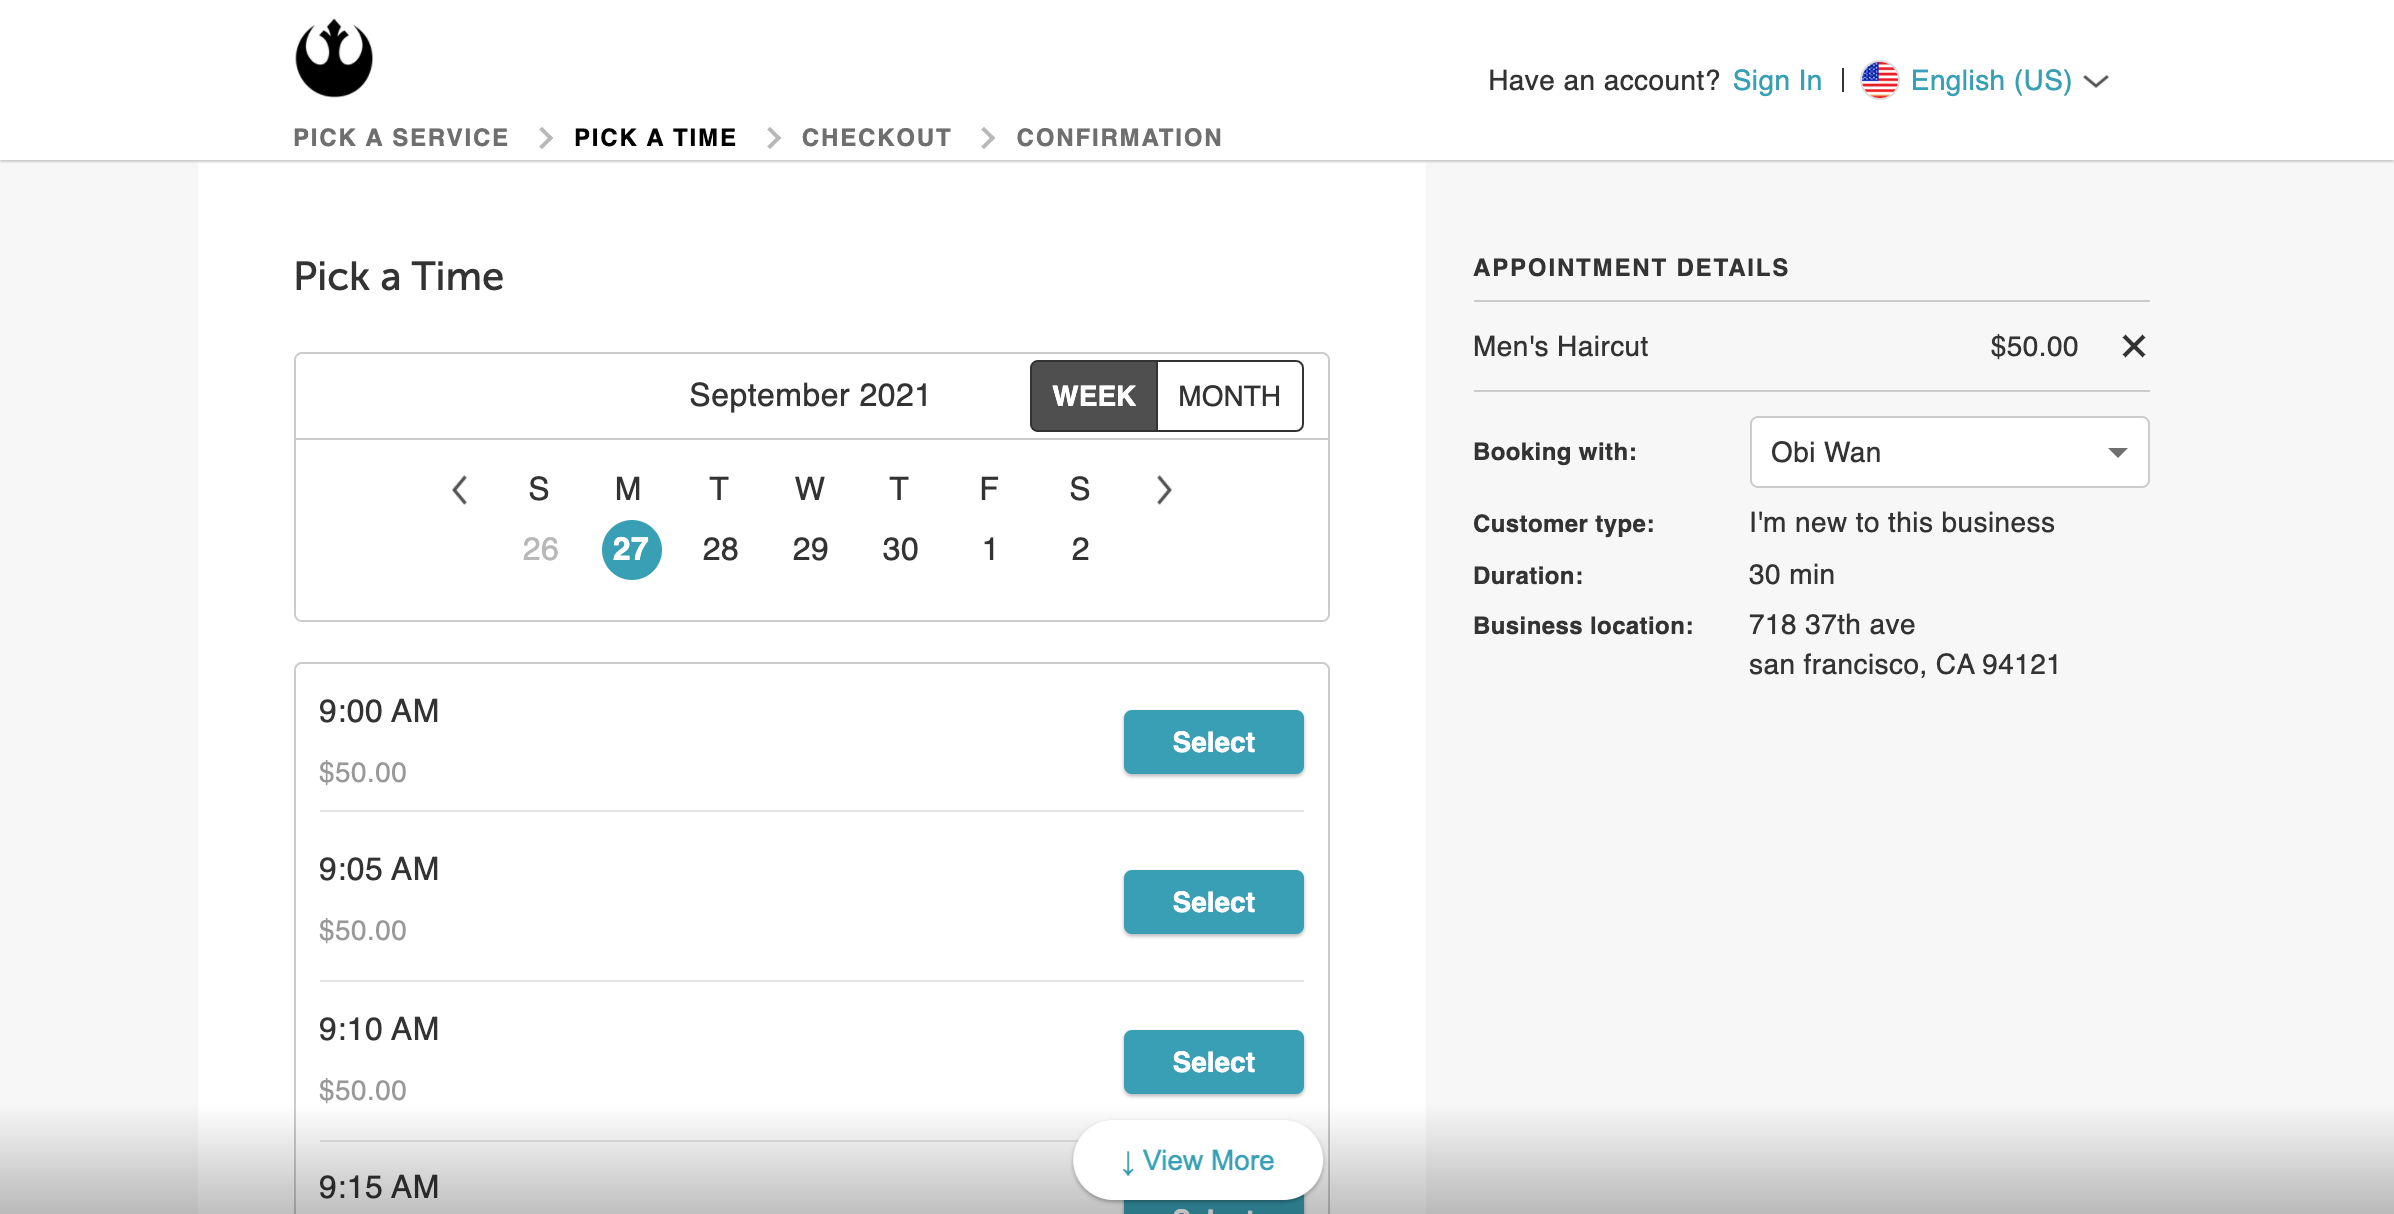 Have an account? Sign In | English (US)
PICK A SERVICE > PICK A TIME > CHECKOUT > CONFIRMATION
Pick a Time
September 2021 WEEK MONTH
S M T W T F S
26 27 28 29 30 1 2
9:00 AM
Select
$50.00
9:05 AM
Select
$50.00
9:10 AM
Select
$50.00
↓ View More
9:15 AM
Select
APPOINTMENT DETAILS
Men's Haircut $50.00 ✕
Booking with: Obi Wan
Customer type: I'm new to this business
Duration: 30 min
Business location: 718 37th ave
san francisco, CA 94121